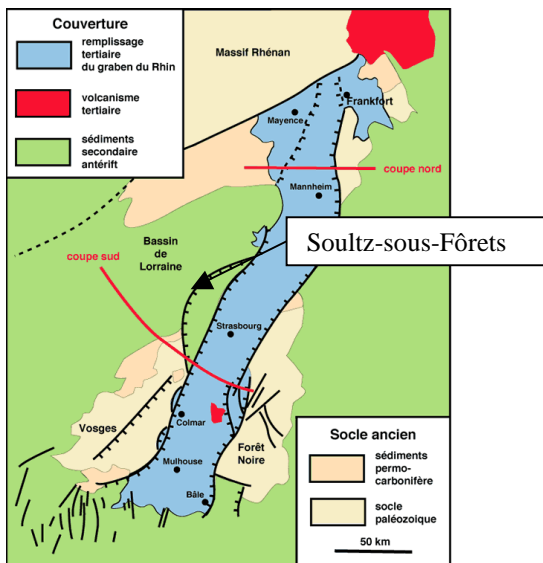 Couverture
remplissage
tertiaire
du graben du Rhin
volcanisme
tertiaire
sédiments
secondaire
antérift
Massif Rhénan
Frankfort
Mayence
coupe nord
Mannheim
Soultz-sous-Fôrets
Bassin
de
Lorraine
coupe sud
Strasbourg
Vosges
Colmar
Forêt
Noire
Mulhouse
Bâle
Socle ancien
sédiments
permo-
carbonifère
socle
paléozoique
50 km